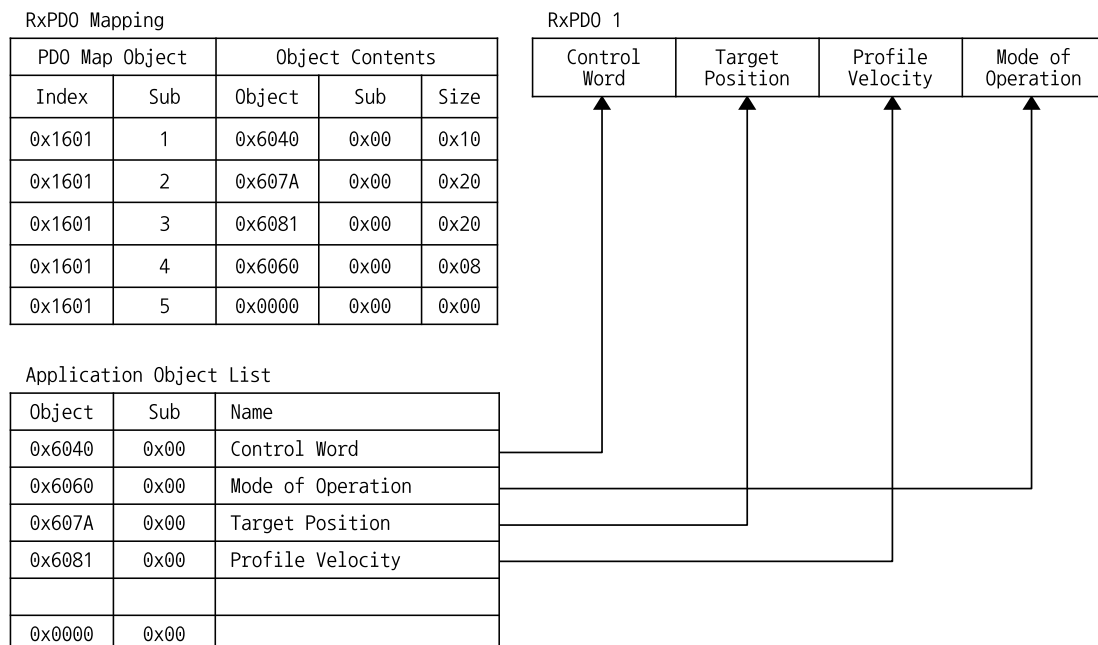 RxPDO Mapping
PDO Map Object Object Contents
Index Sub Object Sub Size
0x1601 1 0x6040 0x00 0x10
0x1601 2 0x607A 0x00 0x20
0x1601 3 0x6081 0x00 0x20
0x1601 4 0x6060 0x00 0x08
0x1601 5 0x0000 0x00 0x00
RxPDO 1
Control Word
Target Position
Profile Velocity
Mode of Operation
Application Object List
Object Sub Name
0x6040 0x00 Control Word
0x6060 0x00 Mode of Operation
0x607A 0x00 Target Position
0x6081 0x00 Profile Velocity
0x0000 0x00